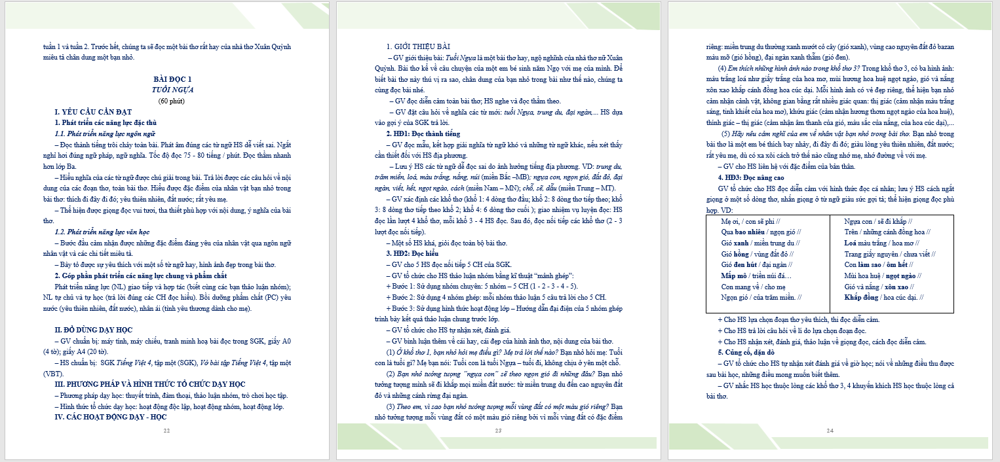 tuần 1 và tuần 2. Trước hết, chúng ta sẽ đọc một bài thơ rất hay của nhà thơ Xuân Quỳnh
miêu tả chân dung một bạn nhỏ.
BÀI ĐỌC 1
TUỔI NGỰA
(60 phút)
I. YÊU CẦU CẦN ĐẠT
1. Phát triển các năng lực đặc thù
1.1. Phát triển năng lực ngôn ngữ
– Đọc thành tiếng trôi chảy toàn bài. Phát âm đúng các từ ngữ HS dễ viết sai. Ngắt
nghỉ hơi đúng ngữ pháp, ngữ nghĩa. Tốc độ đọc 75 - 80 tiếng / phút. Đọc thầm nhanh
hơn lớp Ba.
– Hiểu nghĩa của các từ ngữ được chú giải trong bài. Trả lời được các câu hỏi về nội
dung của các đoạn thơ, toàn bài thơ. Hiểu được đặc điểm của nhân vật bạn nhỏ trong
bài thơ: thích đi đây đi đó; yêu thiên nhiên, đất nước; rất yêu mẹ.
– Thể hiện được giọng đọc vui tươi, tha thiết phù hợp với nội dung, ý nghĩa của bài
thơ.
1.2. Phát triển năng lực văn học
– Bước đầu cảm nhận được những đặc điểm đáng yêu của nhân vật qua ngôn ngữ
nhân vật và các chi tiết miêu tả.
– Bày tỏ được sự yêu thích với một số từ ngữ hay, hình ảnh đẹp trong bài thơ.
2. Góp phần phát triển các năng lực chung và phẩm chất
Phát triển năng lực (NL) giao tiếp và hợp tác (biết cùng các bạn thảo luận nhóm);
NL tự chủ và tự học (trả lời đúng các CH đọc hiểu). Bồi dưỡng phẩm chất (PC) yêu
nước (yêu thiên nhiên, đất nước), nhân ái (tình yêu thương dành cho mẹ).
II. ĐỒ DÙNG DẠY HỌC
– GV chuẩn bị: máy tính, máy chiếu, tranh minh hoạ bài đọc trong SGK, giấy A0
(4 tờ); giấy A4 (20 tờ).
– HS chuẩn bị: SGK Tiếng Việt 4, tập một (SGK), Vở bài tập Tiếng Việt 4, tập một
(VBT).
III. PHƯƠNG PHÁP VÀ HÌNH THỨC TỔ CHỨC DẠY HỌC
– Phương pháp dạy học: thuyết trình, đàm thoại, thảo luận nhóm, trò chơi học tập.
– Hình thức tổ chức dạy học: hoạt động độc lập, hoạt động nhóm, hoạt động lớp.
IV. CÁC HOẠT ĐỘNG DẠY - HỌC
22
1. GIỚI THIỆU BÀI
– GV giới thiệu bài: Tuổi Ngựa là một bài thơ hay, ngộ nghĩnh của nhà thơ nữ Xuân
Quỳnh. Bài thơ kể về câu chuyện của một em bé sinh năm Ngọ với mẹ của mình. Để
biết bài thơ này thú vị ra sao, chân dung của bạn nhỏ trong bài như thế nào, chúng ta
cùng đọc bài nhé.
– GV đọc diễn cảm toàn bài thơ; HS nghe và đọc thầm theo.
– GV đặt câu hỏi về nghĩa các từ mới: tuổi Ngựa, trung du, đại ngàn,... HS dựa
vào gợi ý của SGK trả lời.
2. HĐ1: Đọc thành tiếng
– GV đọc mẫu, kết hợp giải nghĩa từ ngữ khó và những từ ngữ khác, nếu xét thấy
cần thiết đối với HS địa phương.
– Lưu ý HS các từ ngữ dễ đọc sai do ảnh hưởng tiếng địa phương. VD: trung du,
trăm miền, loá, màu trắng, nắng, núi (miền Bắc –MB); ngựa con, ngọn gió, đất đỏ, đại
ngàn, viết, hết, ngọt ngào, cách (miền Nam – MN); chỗ, sẽ, dẫu (miền Trung – MT).
– GV xác định các khổ thơ (khổ 1: 4 dòng thơ đầu; khổ 2: 8 dòng thơ tiếp theo; khổ
3: 8 dòng thơ tiếp theo khổ 2; khổ 4: 6 dòng thơ cuối ); giao nhiệm vụ luyện đọc: HS
đọc lần lượt 4 khổ thơ, mỗi khổ 3 - 4 HS đọc. Sau đó, đọc nối tiếp các khổ thơ (2 - 3
lượt đọc nối tiếp).
– Một số HS khá, giỏi đọc toàn bộ bài thơ.
3. HĐ2: Đọc hiểu
– GV cho 5 HS đọc nối tiếp 5 CH của SGK.
– GV tổ chức cho HS thảo luận nhóm bằng kĩ thuật “mảnh ghép”:
+ Bước 1: Sử dụng nhóm chuyên: 5 nhóm – 5 CH (1 - 2 - 3 - 4 - 5).
+ Bước 2: Sử dụng 4 nhóm ghép: mỗi nhóm thảo luận 5 câu trả lời cho 5 CH.
+ Bước 3: Sử dụng hình thức hoạt động lớp – Hướng dẫn đại diện của 5 nhóm ghép
trình bày kết quả thảo luận chung trước lớp.
– GV tổ chức cho HS tự nhận xét, đánh giá.
– GV bình luận thêm về cái hay, cái đẹp của hình ảnh thơ, nội dung của bài thơ.
(1) Ở khổ thơ 1, bạn nhỏ hỏi mẹ điều gì? Mẹ trả lời thế nào? Bạn nhỏ hỏi mẹ: Tuổi
con là tuổi gì? Mẹ bạn nói: Tuổi con là tuổi Ngựa – tuổi đi, không chịu ở yên một chỗ.
(2) Bạn nhỏ tưởng tượng “ngựa con” sẽ theo ngọn gió đi những đâu? Bạn nhỏ
tưởng tượng mình sẽ đi khắp mọi miền đất nước: từ miền trung du đến cao nguyên đất
đỏ và những cánh rừng đại ngàn.
(3) Theo em, vì sao bạn nhỏ tưởng tượng mỗi vùng đất có một màu gió riêng? Bạn
nhỏ tưởng tượng mỗi vùng đất có một màu gió riêng bởi vì mỗi vùng đất có đặc điểm
23
riêng: miền trung du thường xanh mướt cỏ cây (gió xanh), vùng cao nguyên đất đỏ bazan
màu mỡ (gió hồng), đại ngàn xanh thẳm (gió đen).
(4) Em thích những hình ảnh nào trong khổ thơ 3? Trong khổ thơ 3, có ba hình ảnh:
màu trắng loá như giấy trắng của hoa mơ, mùi hương hoa huệ ngọt ngào, gió và nắng
xôn xao khắp cánh đồng hoa cúc dại. Mỗi hình ảnh có vẻ đẹp riêng, thể hiện bạn nhỏ
cảm nhận cảnh vật, không gian bằng rất nhiều giác quan: thị giác (cảm nhận màu trắng
sáng, tinh khiết của hoa mơ), khứu giác (cảm nhận hương thơm ngọt ngào của hoa huệ),
thính giác – thị giác (cảm nhận âm thanh của gió, màu sắc của nắng, của hoa cúc dại),...
(5) Hãy nêu cảm nghĩ của em về nhân vật bạn nhỏ trong bài thơ. Bạn nhỏ trong
bài thơ là một em bé thích bay nhảy, đi đây đi đó; giàu lòng yêu thiên nhiên, đất nước;
rất yêu mẹ, dù có xa xôi cách trở thế nào cũng nhớ mẹ, nhớ đường về với mẹ.
– GV cho HS liên hệ với đặc điểm của bản thân.
4. HĐ3: Đọc nâng cao
GV tổ chức cho HS đọc diễn cảm với hình thức đọc cá nhân; lưu ý HS cách ngắt
giọng ở một số dòng thơ, nhấn giọng ở từ ngữ giàu sức gợi tả; thể hiện giọng đọc phù
hợp. VD:
Mẹ ơi, / con sẽ phi //
Qua bao nhiêu / ngọn gió //
Gió xanh / miền trung du //
Gió hồng / vùng đất đỏ //
Gió đen hút / đại ngàn //
Mấp mô / triền núi đá…
Con mang về / cho mẹ
Ngọn gió / của trăm miền. //
Ngựa con / sẽ đi khắp //
Trên / những cánh đồng hoa //
Loá màu trắng / hoa mơ //
Trang giấy nguyên / chưa viết //
Con làm sao / ôm hết //
Mùi hoa huệ / ngọt ngào //
Gió và nắng / xôn xao //
Khắp đồng / hoa cúc dại. //
+ Cho HS lựa chọn đoạn thơ yêu thích, thi đọc diễn cảm.
+ Cho HS trả lời câu hỏi về lí do lựa chọn đoạn đọc.
+ Cho HS nhận xét, đánh giá, thảo luận về giọng đọc, cách đọc diễn cảm.
5. Củng cố, dặn dò
– GV tổ chức cho HS tự nhận xét đánh giá về giờ học; nói về những điều thu được
sau bài học, những điều mong muốn biết thêm.
– GV nhắc HS học thuộc lòng các khổ thơ 3, 4 khuyến khích HS học thuộc lòng cả
bài thơ.
24